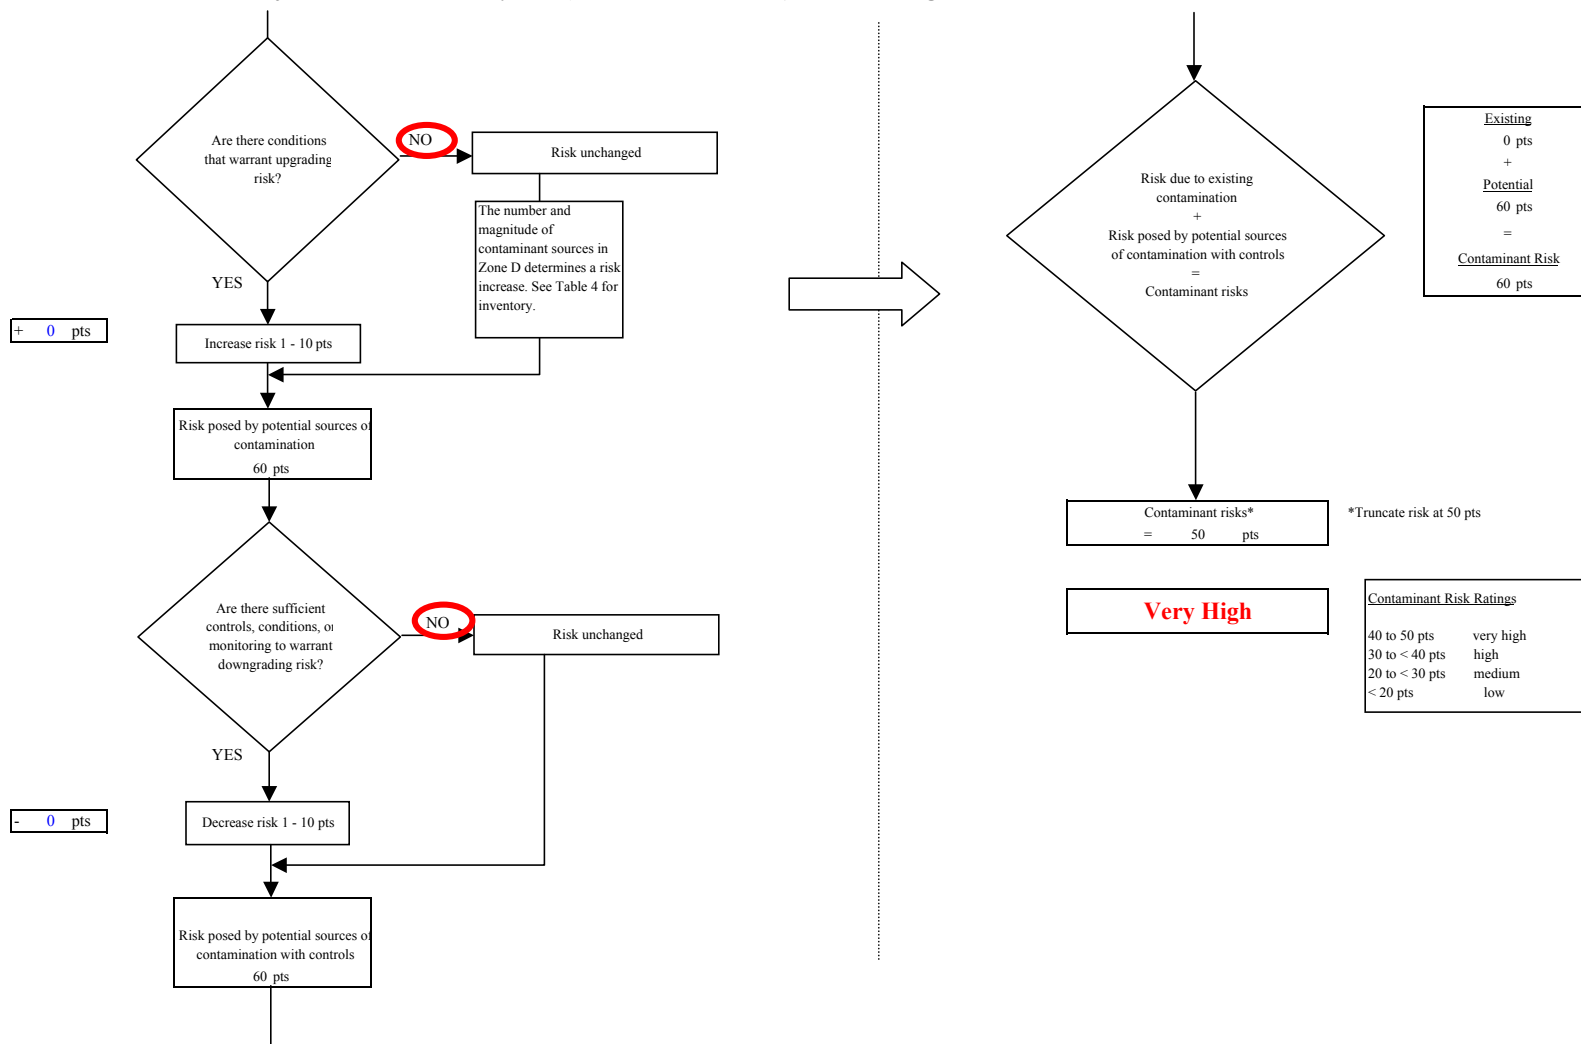 Are there conditions
that warrant upgrading
risk?
NO
Risk unchanged
The number and
magnitude of
contaminant sources in
Zone D determines a risk
increase. See Table 4 for
inventory.
YES
+ 0 pts
Increase risk 1 - 10 pts
Risk posed by potential sources of
contamination
60 pts
Are there sufficient
controls, conditions, or
monitoring to warrant
downgrading risk?
NO
Risk unchanged
YES
- 0 pts
Decrease risk 1 - 10 pts
Risk posed by potential sources of
contamination with controls
60 pts
Risk due to existing
contamination
+
Risk posed by potential sources
of contamination with controls
=
Contaminant risks
Existing
0 pts
+
Potential
60 pts
=
Contaminant Risk
60 pts
Contaminant risks*
= 50 pts
*Truncate risk at 50 pts
Very High
Contaminant Risk Ratings
40 to 50 pts very high
30 to < 40 pts high
20 to < 30 pts medium
< 20 pts low